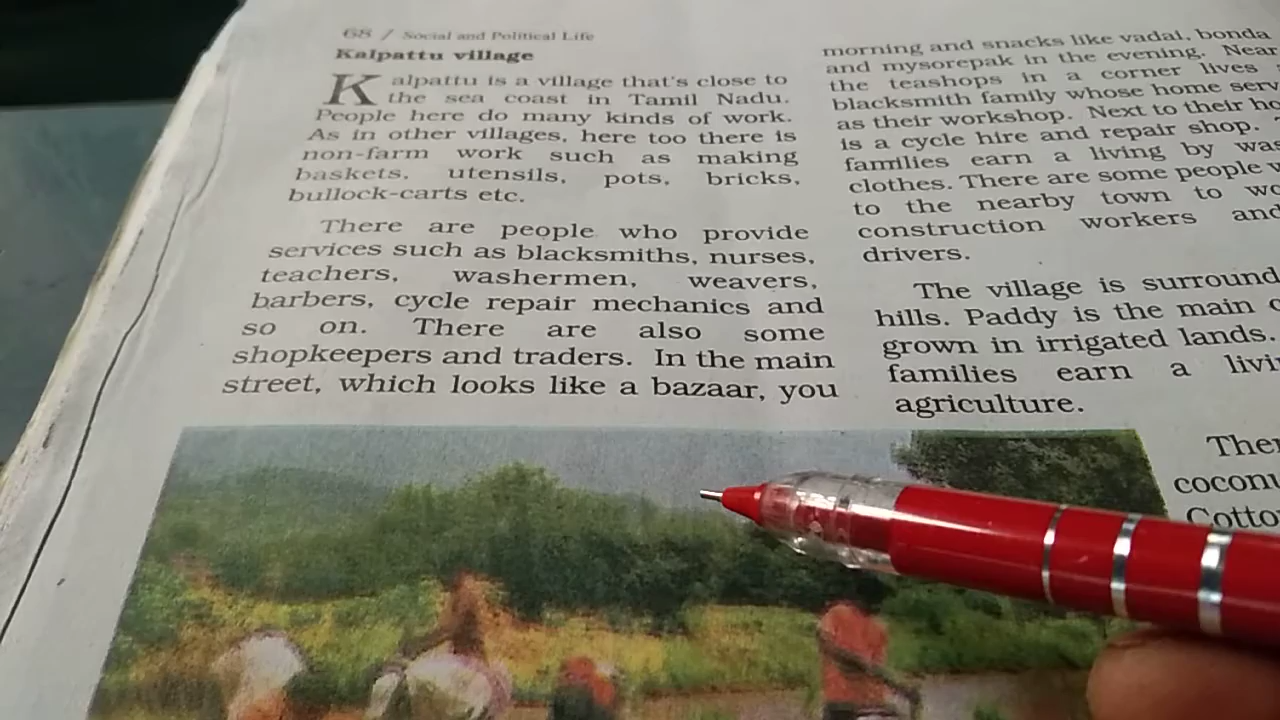 68 / Social and Political Life
Kalpattu village
Kalpattu is a village that's close to
the sea coast in Tamil Nadu.
People here do many kinds of work.
As in other villages, here too there is
non-farm work such as making
baskets, utensils, pots, bricks,
bullock-carts etc.
There are people who provide
services such as blacksmiths, nurses,
teachers, washermen, weavers,
barbers, cycle repair mechanics and
so on. There are also some
shopkeepers and traders. In the main
street, which looks like a bazaar, you
morning and snacks like vadai, bonda
and mysorepak in the evening. Near
the teashops in a corner lives
blacksmith family whose home
as their workshop. Next to their
is a cycle hire and repair shop.
families earn a living by
clothes. There are some people
to the nearby town to
construction workers and
drivers.
The village is
hills. Paddy is the main
grown in irrigated lands.
families earn a
agriculture.